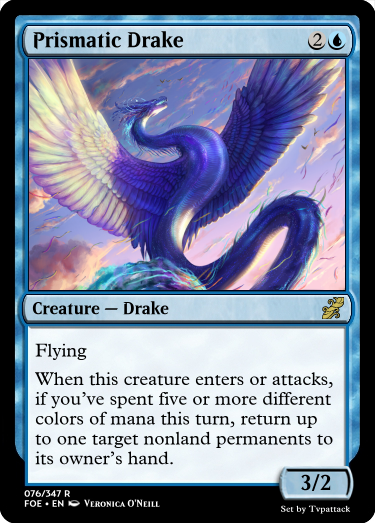 Prismatic Drake 2
Creature — Drake
Flying
When this creature enters or attacks,
if you've spent five or more different
colors of mana this turn, return up
to one target nonland permanents to
its owner's hand.
3/2
076/347 R
FOE • EN Veronica O'Neill
Set by Tvpattack